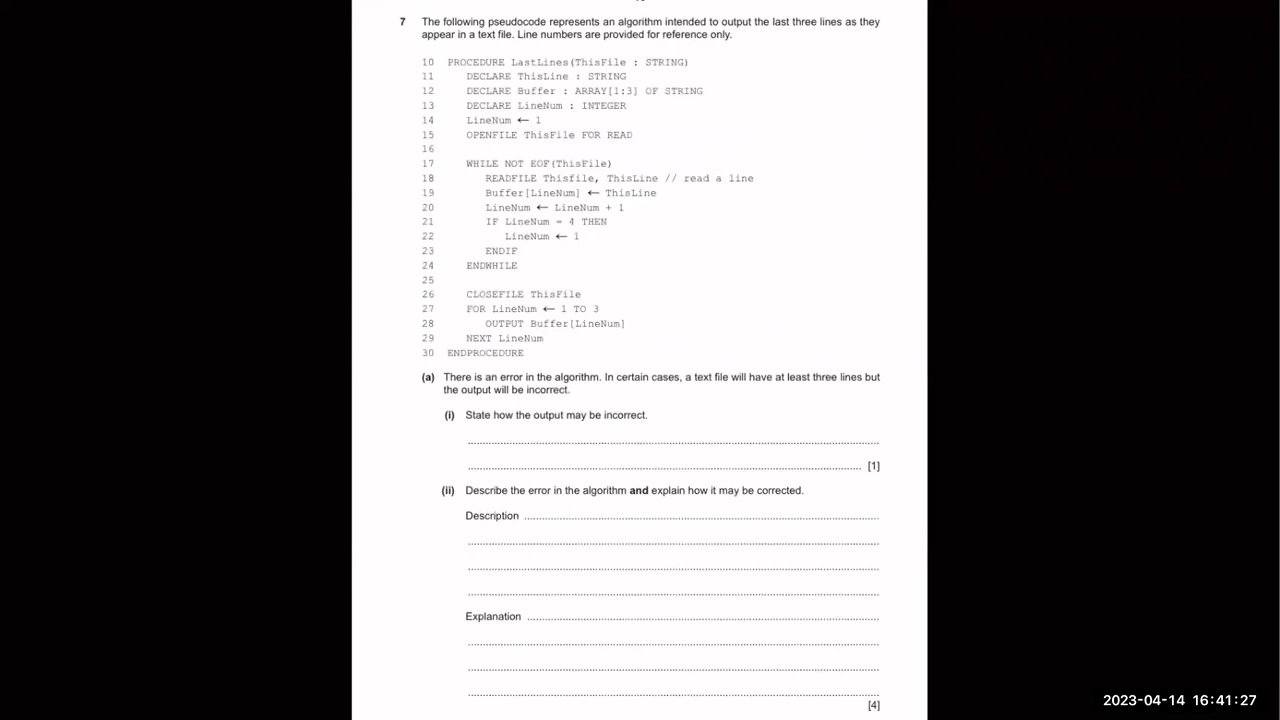 7 The following pseudocode represents an algorithm intended to output the last three lines as they
appear in a text file. Line numbers are provided for reference only.
10 PROCEDURE LastLines(ThisFile : STRING)
11 DECLARE ThisLine : STRING
12 DECLARE Buffer : ARRAY[1:3] OF STRING
13 DECLARE LineNum : INTEGER
14 LineNum ← 1
15 OPENFILE ThisFile FOR READ
16
17 WHILE NOT EOF(ThisFile)
18 READFILE Thisfile, ThisLine // read a line
19 Buffer[LineNum] ← ThisLine
20 LineNum ← LineNum + 1
21 IF LineNum = 4 THEN
22 LineNum ← 1
23 ENDIF
24 ENDWHILE
25
26 CLOSEFILE ThisFile
27 FOR LineNum ← 1 TO 3
28 OUTPUT Buffer[LineNum]
29 NEXT LineNum
30 ENDPROCEDURE
(a) There is an error in the algorithm. In certain cases, a text file will have at least three lines but
the output will be incorrect.
(i) State how the output may be incorrect.
[1]
(ii) Describe the error in the algorithm and explain how it may be corrected.
Description
Explanation
[4]
2023-04-14 16:41:27